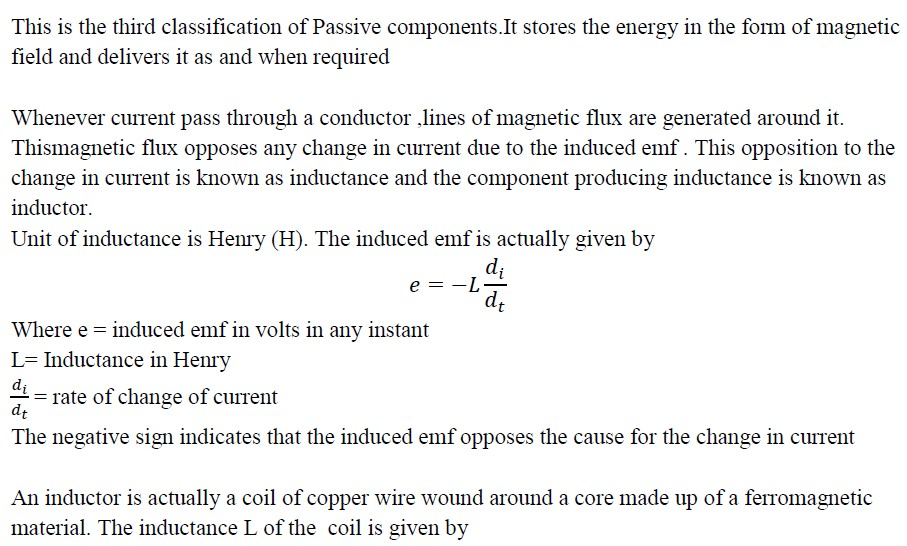 This is the third classification of Passive components.It stores the energy in the form of magnetic
field and delivers it as and when required
Whenever current pass through a conductor ,lines of magnetic flux are generated around it.
Thismagnetic flux opposes any change in current due to the induced emf . This opposition to the
change in current is known as inductance and the component producing inductance is known as
inductor.
Unit of inductance is Henry (H). The induced emf is actually given by
e = −L dᵢ/dₜ
Where e = induced emf in volts in any instant
L= Inductance in Henry
dᵢ/dₜ = rate of change of current
The negative sign indicates that the induced emf opposes the cause for the change in current
An inductor is actually a coil of copper wire wound around a core made up of a ferromagnetic
material. The inductance L of the coil is given by